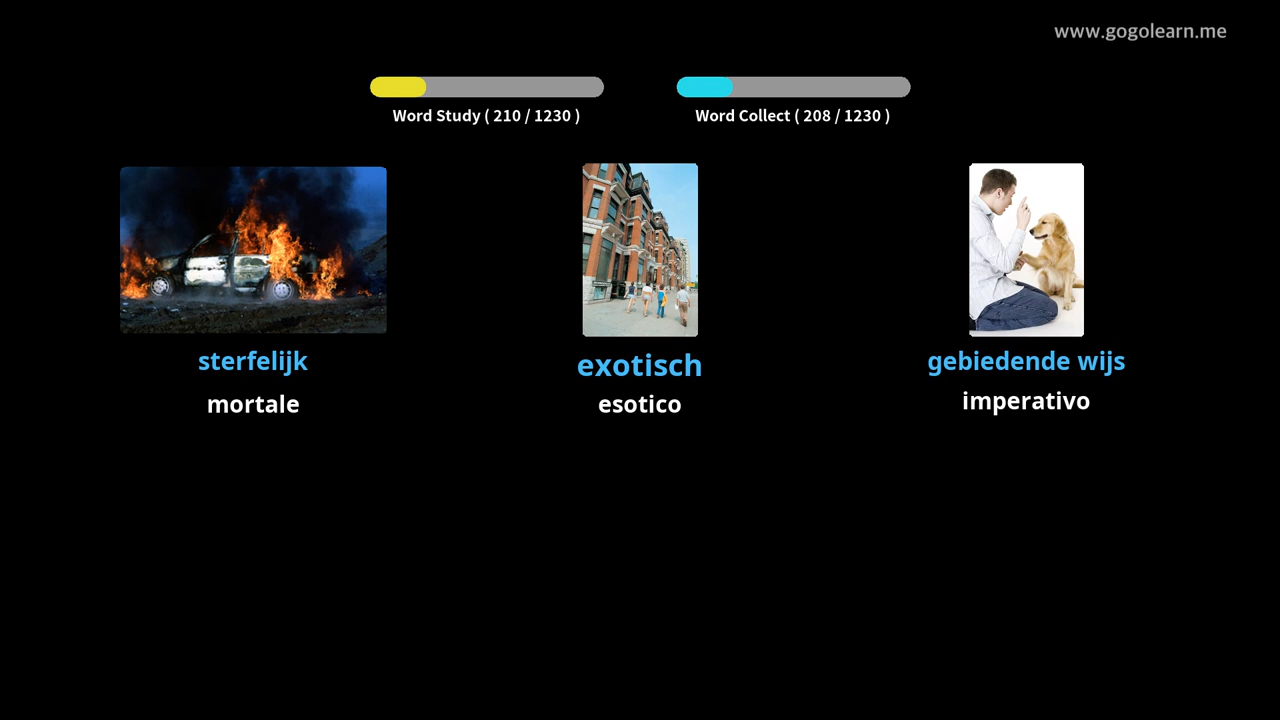 www.gogolearn.me
Word Study ( 210 / 1230 )
Word Collect ( 208 / 1230 )
sterfelijk
mortale
exotisch
esotico
gebiedende wijs
imperativo